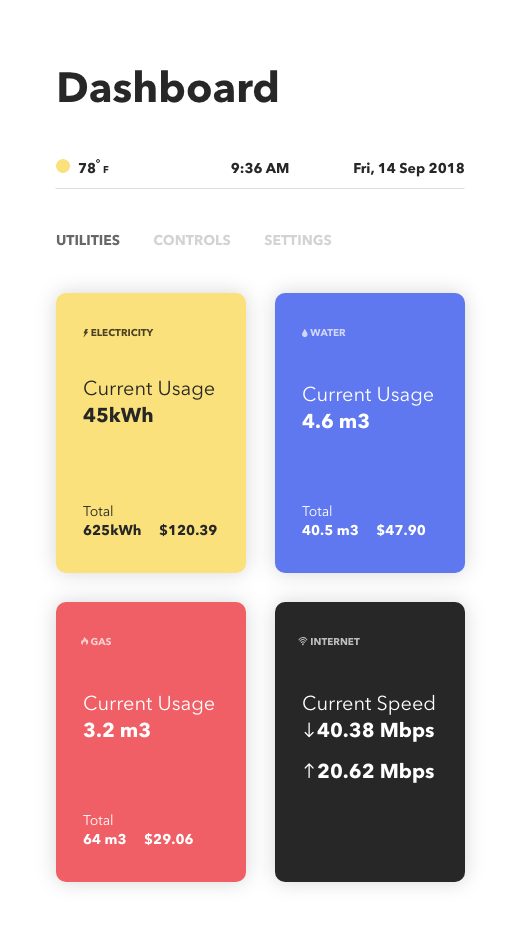 Dashboard
78° F 9:36 AM Fri, 14 Sep 2018
UTILITIES CONTROLS SETTINGS
ELECTRICITY
Current Usage
45kWh
Total
625kWh $120.39
WATER
Current Usage
4.6 m3
Total
40.5 m3 $47.90
GAS
Current Usage
3.2 m3
Total
64 m3 $29.06
INTERNET
Current Speed
↓40.38 Mbps
↑20.62 Mbps